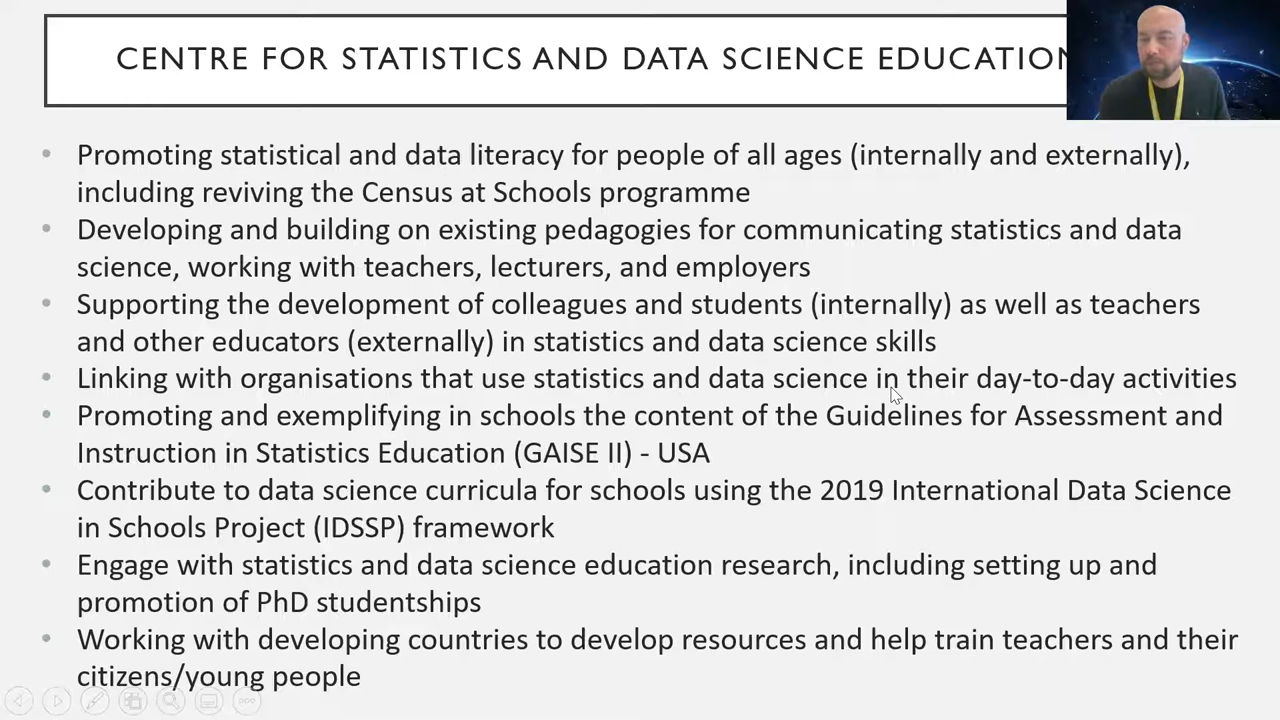 CENTRE FOR STATISTICS AND DATA SCIENCE EDUCATION
• Promoting statistical and data literacy for people of all ages (internally and externally),
including reviving the Census at Schools programme
• Developing and building on existing pedagogies for communicating statistics and data
science, working with teachers, lecturers, and employers
• Supporting the development of colleagues and students (internally) as well as teachers
and other educators (externally) in statistics and data science skills
• Linking with organisations that use statistics and data science in their day-to-day activities
• Promoting and exemplifying in schools the content of the Guidelines for Assessment and
Instruction in Statistics Education (GAISE II) - USA
• Contribute to data science curricula for schools using the 2019 International Data Science
in Schools Project (IDSSP) framework
• Engage with statistics and data science education research, including setting up and
promotion of PhD studentships
• Working with developing countries to develop resources and help train teachers and their
citizens/young people